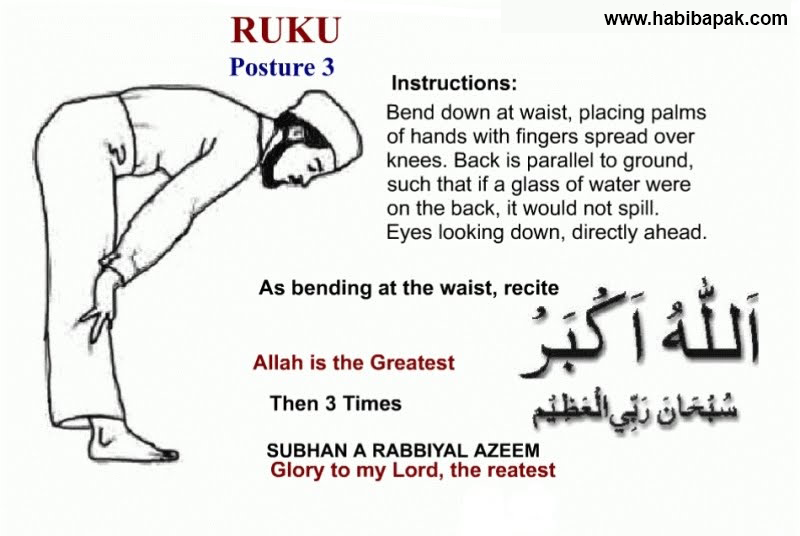 www.habibapak.com
RUKU
Posture 3
Instructions:
Bend down at waist, placing palms
of hands with fingers spread over
knees. Back is parallel to ground,
such that if a glass of water were
on the back, it would not spill.
Eyes looking down, directly ahead.
As bending at the waist, recite
اَللّٰهُ اَكْبَرُ
Allah is the Greatest
Then 3 Times
سُبْحَانَ رَبِّيَ الْعَظِيْمِ
SUBHAN A RABBIYAL AZEEM
Glory to my Lord, the reatest